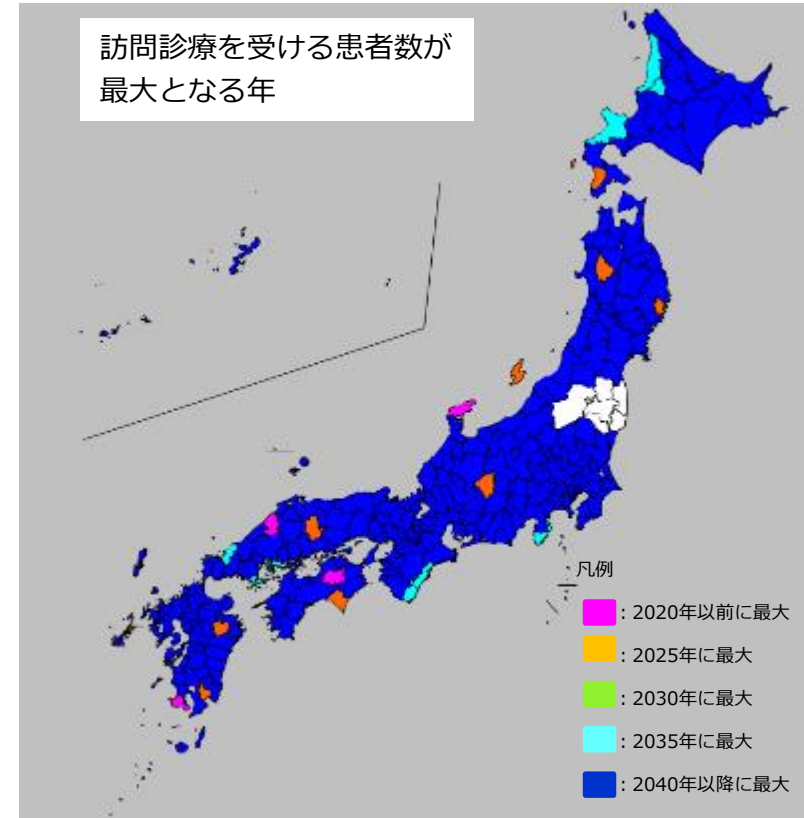 訪問診療を受ける患者数が
最大となる年
凡例
：2020年以前に最大
：2025年に最大
：2030年に最大
：2035年に最大
：2040年以降に最大